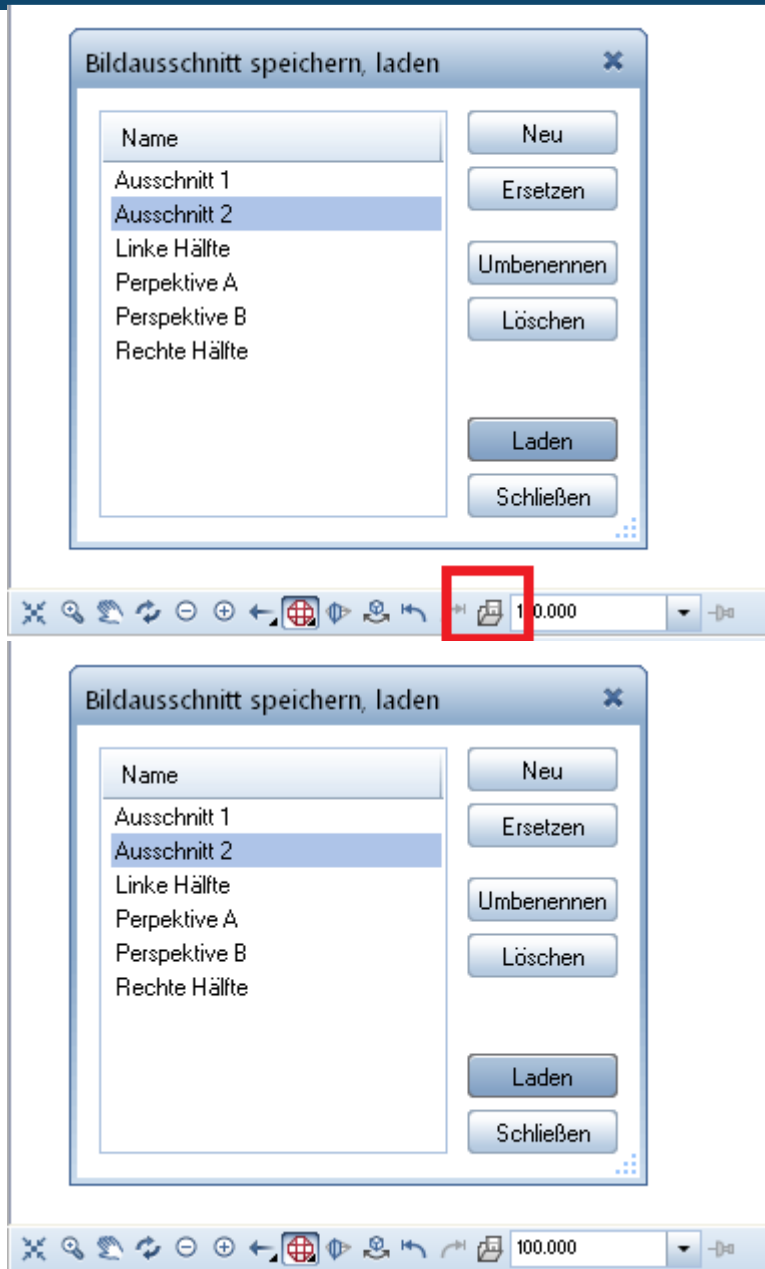 Bildausschnitt speichern, laden
Name
Ausschnitt 1
Ausschnitt 2
Linke Hälfte
Perpektive A
Perspektive B
Rechte Hälfte
Neu
Ersetzen
Umbenennen
Löschen
Laden
Schließen
100.000
Bildausschnitt speichern, laden
Name
Ausschnitt 1
Ausschnitt 2
Linke Hälfte
Perpektive A
Perspektive B
Rechte Hälfte
Neu
Ersetzen
Umbenennen
Löschen
Laden
Schließen
100.000